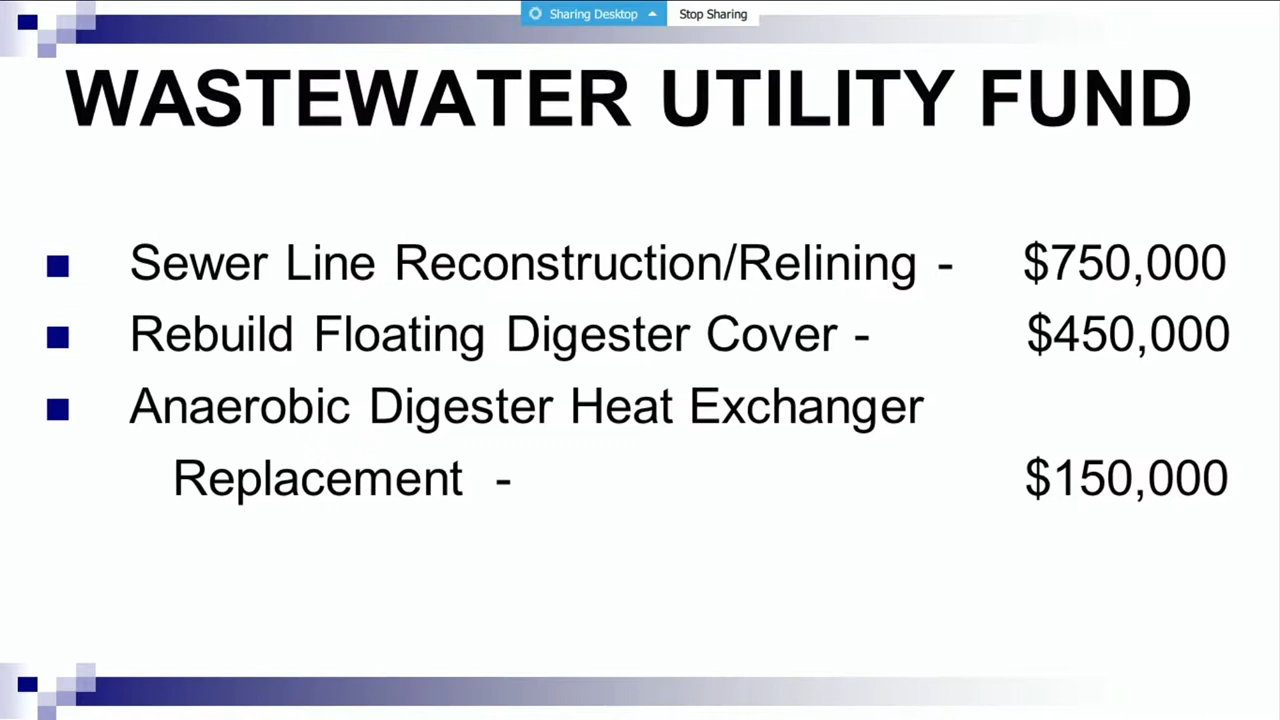 Sharing Desktop Stop Sharing
WASTEWATER UTILITY FUND
Sewer Line Reconstruction/Relining - $750,000
Rebuild Floating Digester Cover - $450,000
Anaerobic Digester Heat Exchanger
Replacement - $150,000